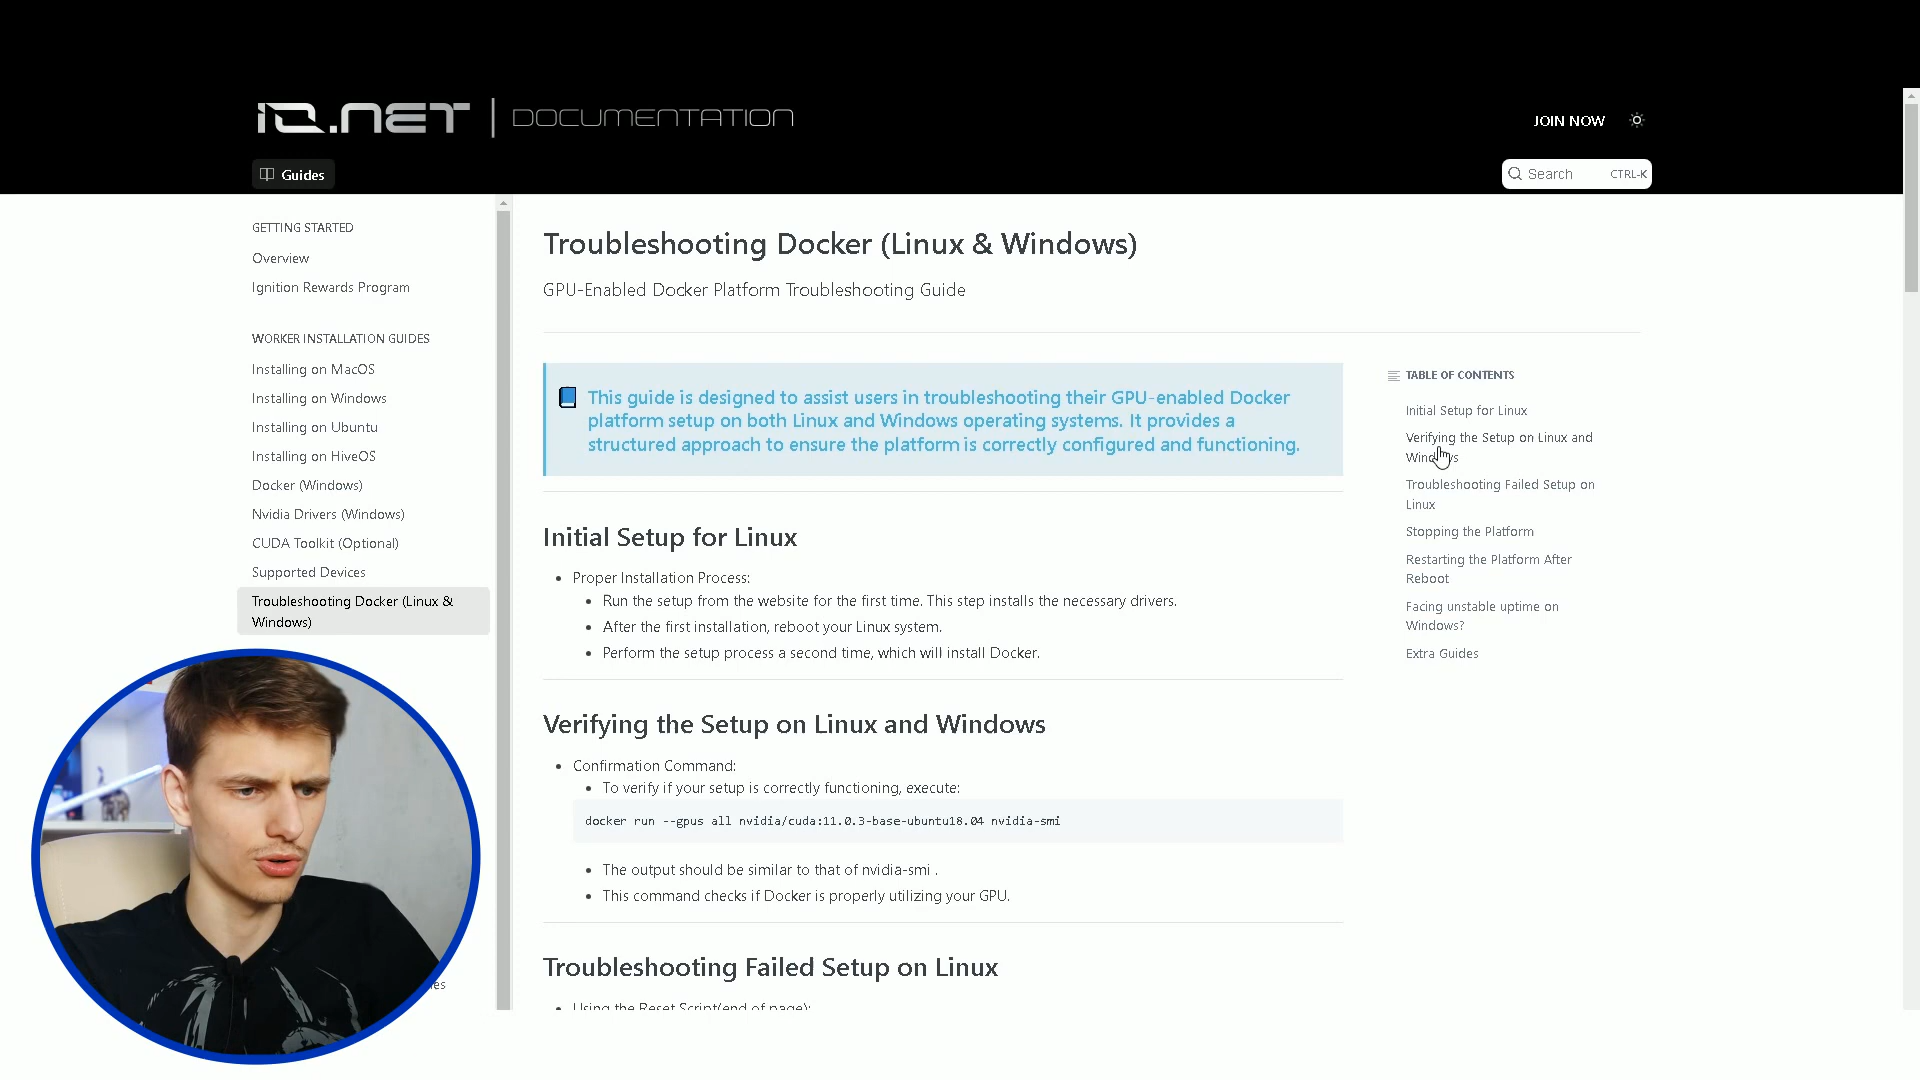 IO.NET | DOCUMENTATION
JOIN NOW
Guides
Search CTRL-K
GETTING STARTED
Overview
Ignition Rewards Program
WORKER INSTALLATION GUIDES
Installing on MacOS
Installing on Windows
Installing on Ubuntu
Installing on HiveOS
Docker (Windows)
Nvidia Drivers (Windows)
CUDA Toolkit (Optional)
Supported Devices
Troubleshooting Docker (Linux &
Windows)
Troubleshooting Docker (Linux & Windows)
GPU-Enabled Docker Platform Troubleshooting Guide
This guide is designed to assist users in troubleshooting their GPU-enabled Docker
platform setup on both Linux and Windows operating systems. It provides a
structured approach to ensure the platform is correctly configured and functioning.
Initial Setup for Linux
• Proper Installation Process:
• Run the setup from the website for the first time. This step installs the necessary drivers.
• After the first installation, reboot your Linux system.
• Perform the setup process a second time, which will install Docker.
Verifying the Setup on Linux and Windows
• Confirmation Command:
• To verify if your setup is correctly functioning, execute:
docker run --gpus all nvidia/cuda:11.0.3-base-ubuntu18.04 nvidia-smi
• The output should be similar to that of nvidia-smi .
• This command checks if Docker is properly utilizing your GPU.
Troubleshooting Failed Setup on Linux
• Using the Reset Script(end of page):
TABLE OF CONTENTS
Initial Setup for Linux
Verifying the Setup on Linux and
Windows
Troubleshooting Failed Setup on
Linux
Stopping the Platform
Restarting the Platform After
Reboot
Facing unstable uptime on
Windows?
Extra Guides